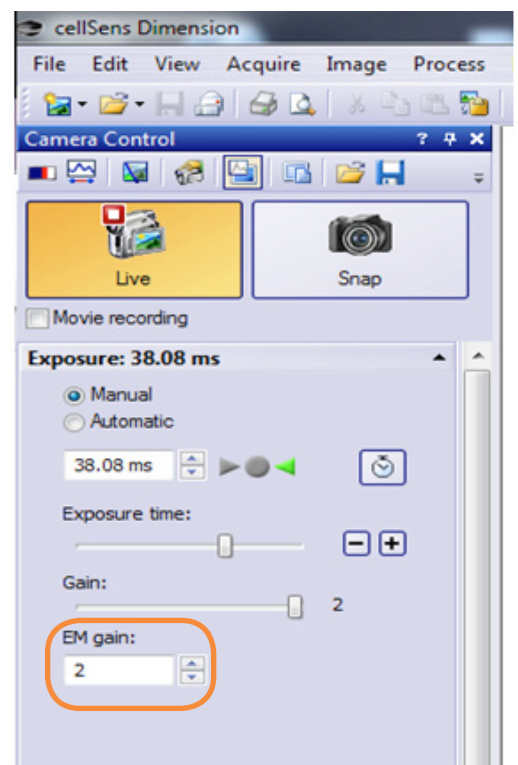 cellSens Dimension
File Edit View Acquire Image Process
Camera Control ?
Live Snap
Movie recording
Exposure: 38.08 ms
Manual
Automatic
38.08 ms
Exposure time:
Gain:
2
EM gain:
2